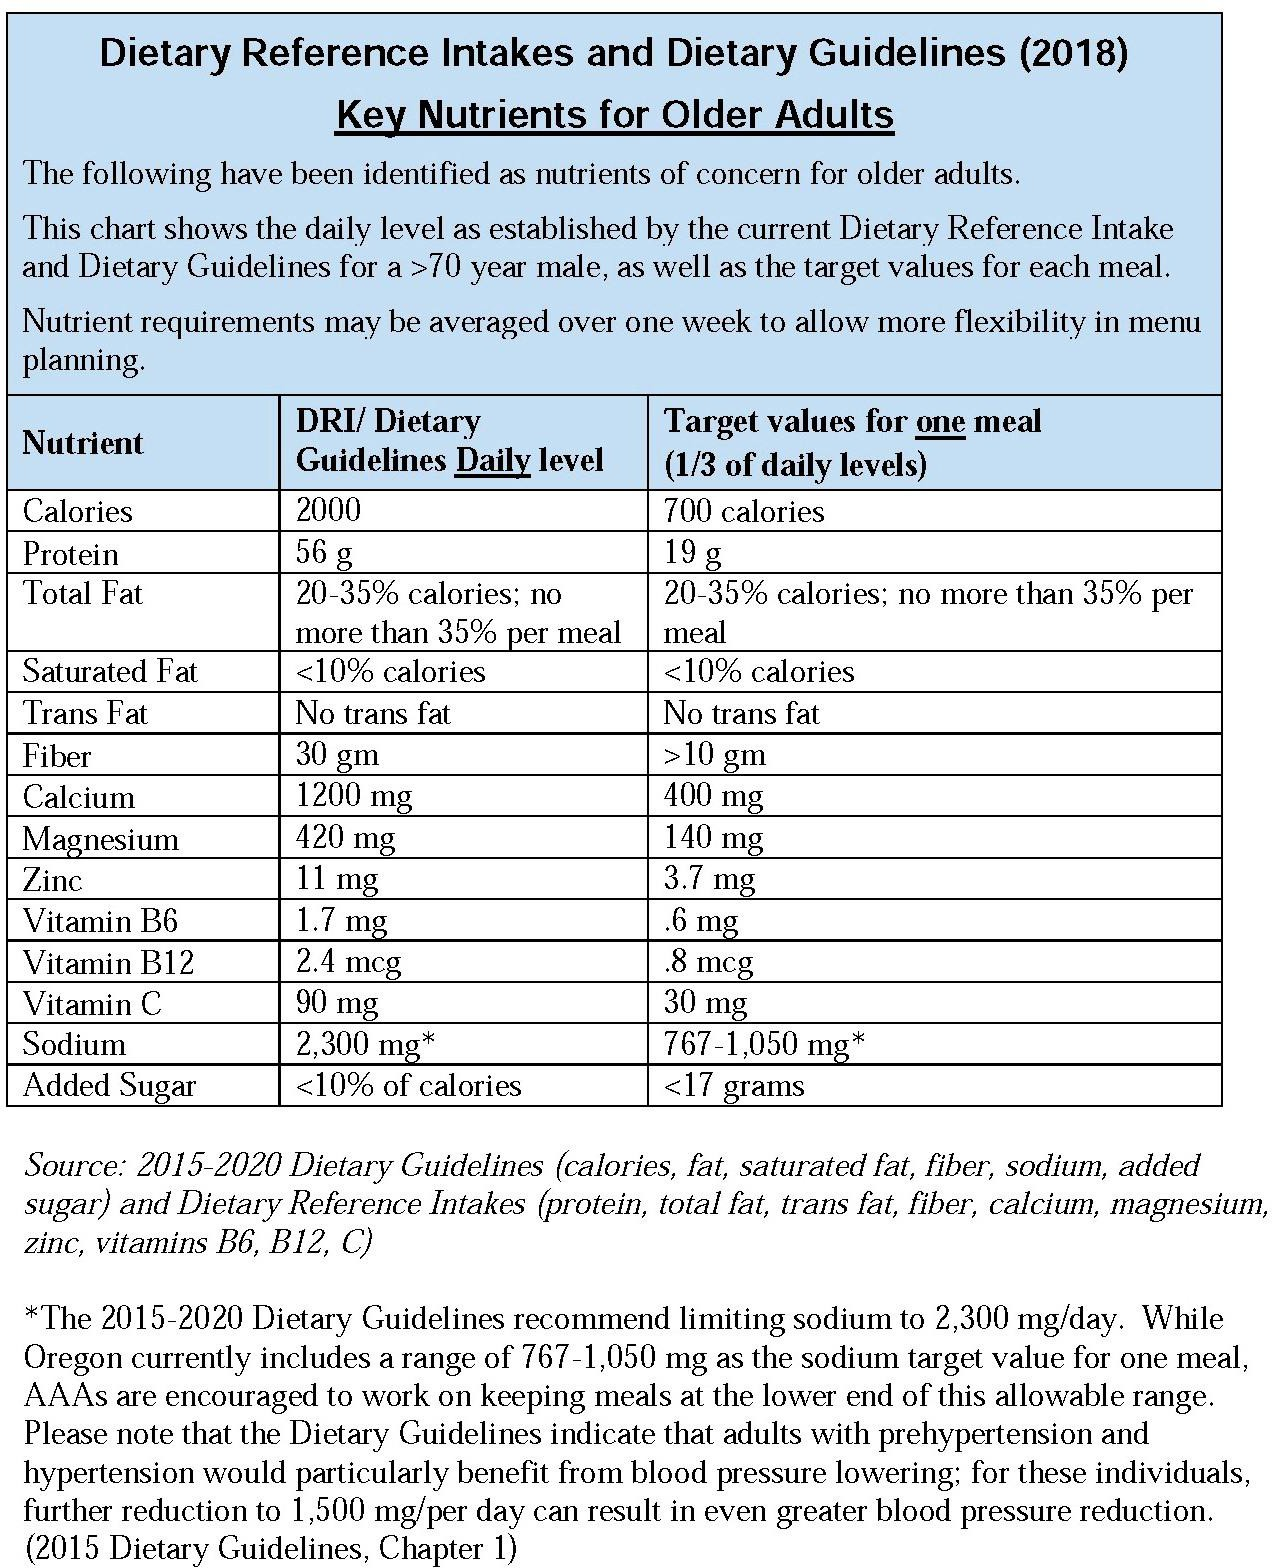 Dietary Reference Intakes and Dietary Guidelines (2018)
Key Nutrients for Older Adults
The following have been identified as nutrients of concern for older adults.
This chart shows the daily level as established by the current Dietary Reference Intake
and Dietary Guidelines for a >70 year male, as well as the target values for each meal.
Nutrient requirements may be averaged over one week to allow more flexibility in menu
planning.
Nutrient DRI/ Dietary Guidelines Daily level Target values for one meal (1/3 of daily levels)
Calories 2000 700 calories
Protein 56 g 19 g
Total Fat 20-35% calories; no more than 35% per meal 20-35% calories; no more than 35% per meal
Saturated Fat <10% calories <10% calories
Trans Fat No trans fat No trans fat
Fiber 30 gm >10 gm
Calcium 1200 mg 400 mg
Magnesium 420 mg 140 mg
Zinc 11 mg 3.7 mg
Vitamin B6 1.7 mg .6 mg
Vitamin B12 2.4 mcg .8 mcg
Vitamin C 90 mg 30 mg
Sodium 2,300 mg* 767-1,050 mg*
Added Sugar <10% of calories <17 grams
Source: 2015-2020 Dietary Guidelines (calories, fat, saturated fat, fiber, sodium, added
sugar) and Dietary Reference Intakes (protein, total fat, trans fat, fiber, calcium, magnesium,
zinc, vitamins B6, B12, C)
*The 2015-2020 Dietary Guidelines recommend limiting sodium to 2,300 mg/day. While
Oregon currently includes a range of 767-1,050 mg as the sodium target value for one meal,
AAAs are encouraged to work on keeping meals at the lower end of this allowable range.
Please note that the Dietary Guidelines indicate that adults with prehypertension and
hypertension would particularly benefit from blood pressure lowering; for these individuals,
further reduction to 1,500 mg/per day can result in even greater blood pressure reduction.
(2015 Dietary Guidelines, Chapter 1)